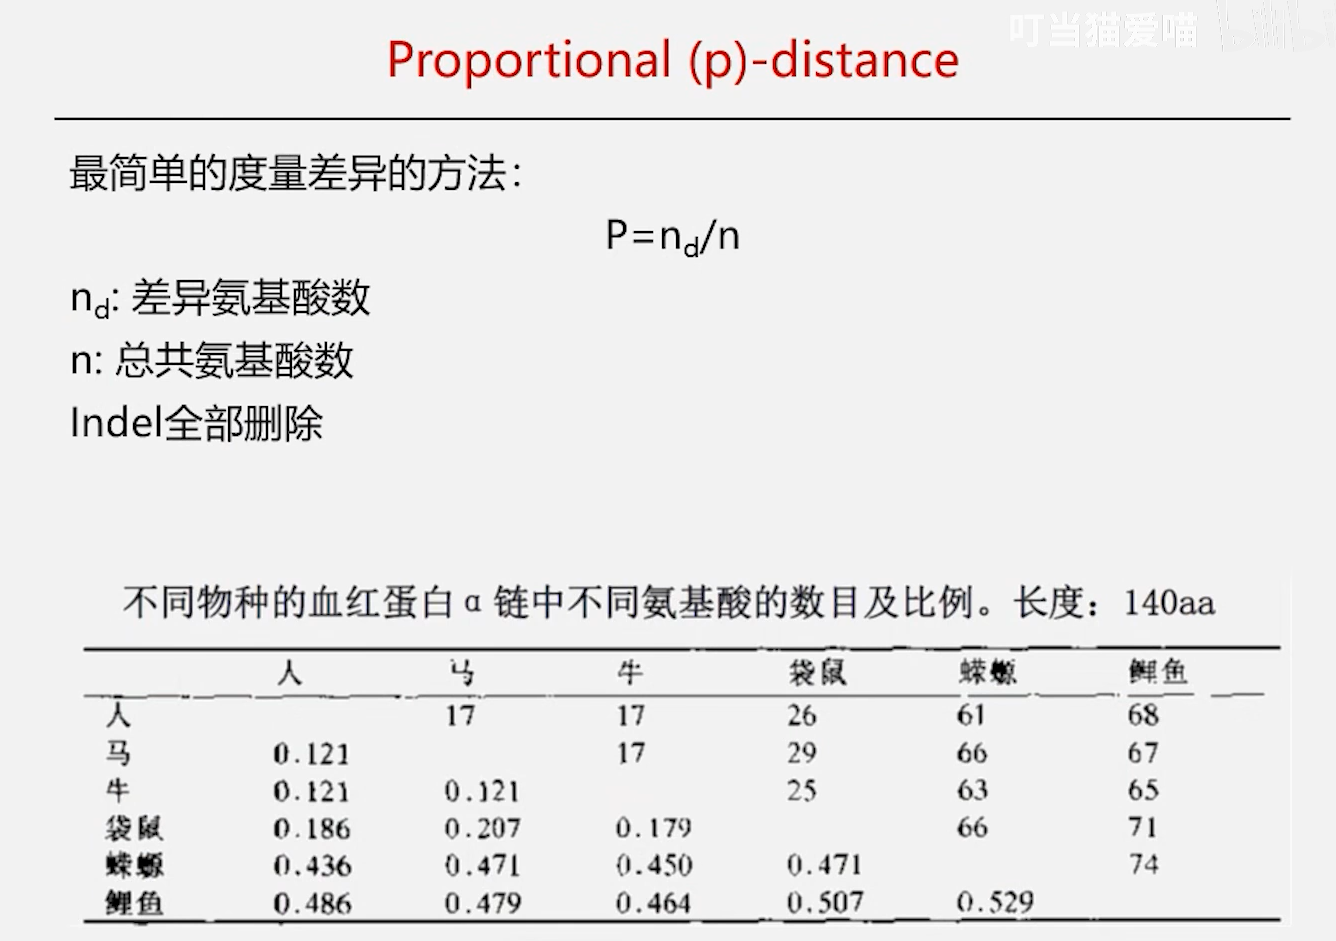 叮当猫爱喵 bilibili
Proportional (p)-distance
最简单的度量差异的方法：
P=nd/n
nd: 差异氨基酸数
n: 总共氨基酸数
Indel全部删除
不同物种的血红蛋白α链中不同氨基酸的数目及比例。长度：140aa
人 马 牛 袋鼠 蝾螈 鲤鱼
人 17 17 26 61 68
马 0.121 17 29 66 67
牛 0.121 0.121 25 63 65
袋鼠 0.186 0.207 0.179 66 71
蝾螈 0.436 0.471 0.450 0.471 74
鲤鱼 0.486 0.479 0.464 0.507 0.529